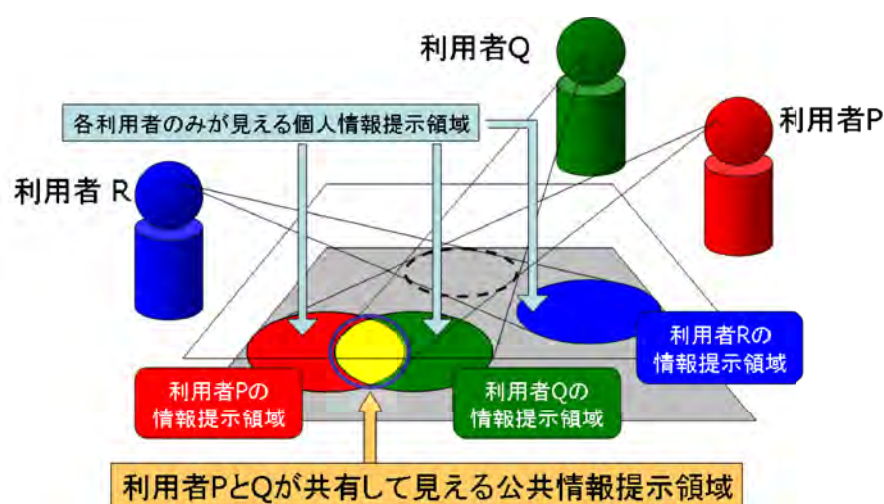 利用者Q
各利用者のみが見える個人情報提示領域
利用者P
利用者 R
利用者Rの
情報提示領域
利用者Pの
情報提示領域
利用者Qの
情報提示領域
利用者PとQが共有して見える公共情報提示領域